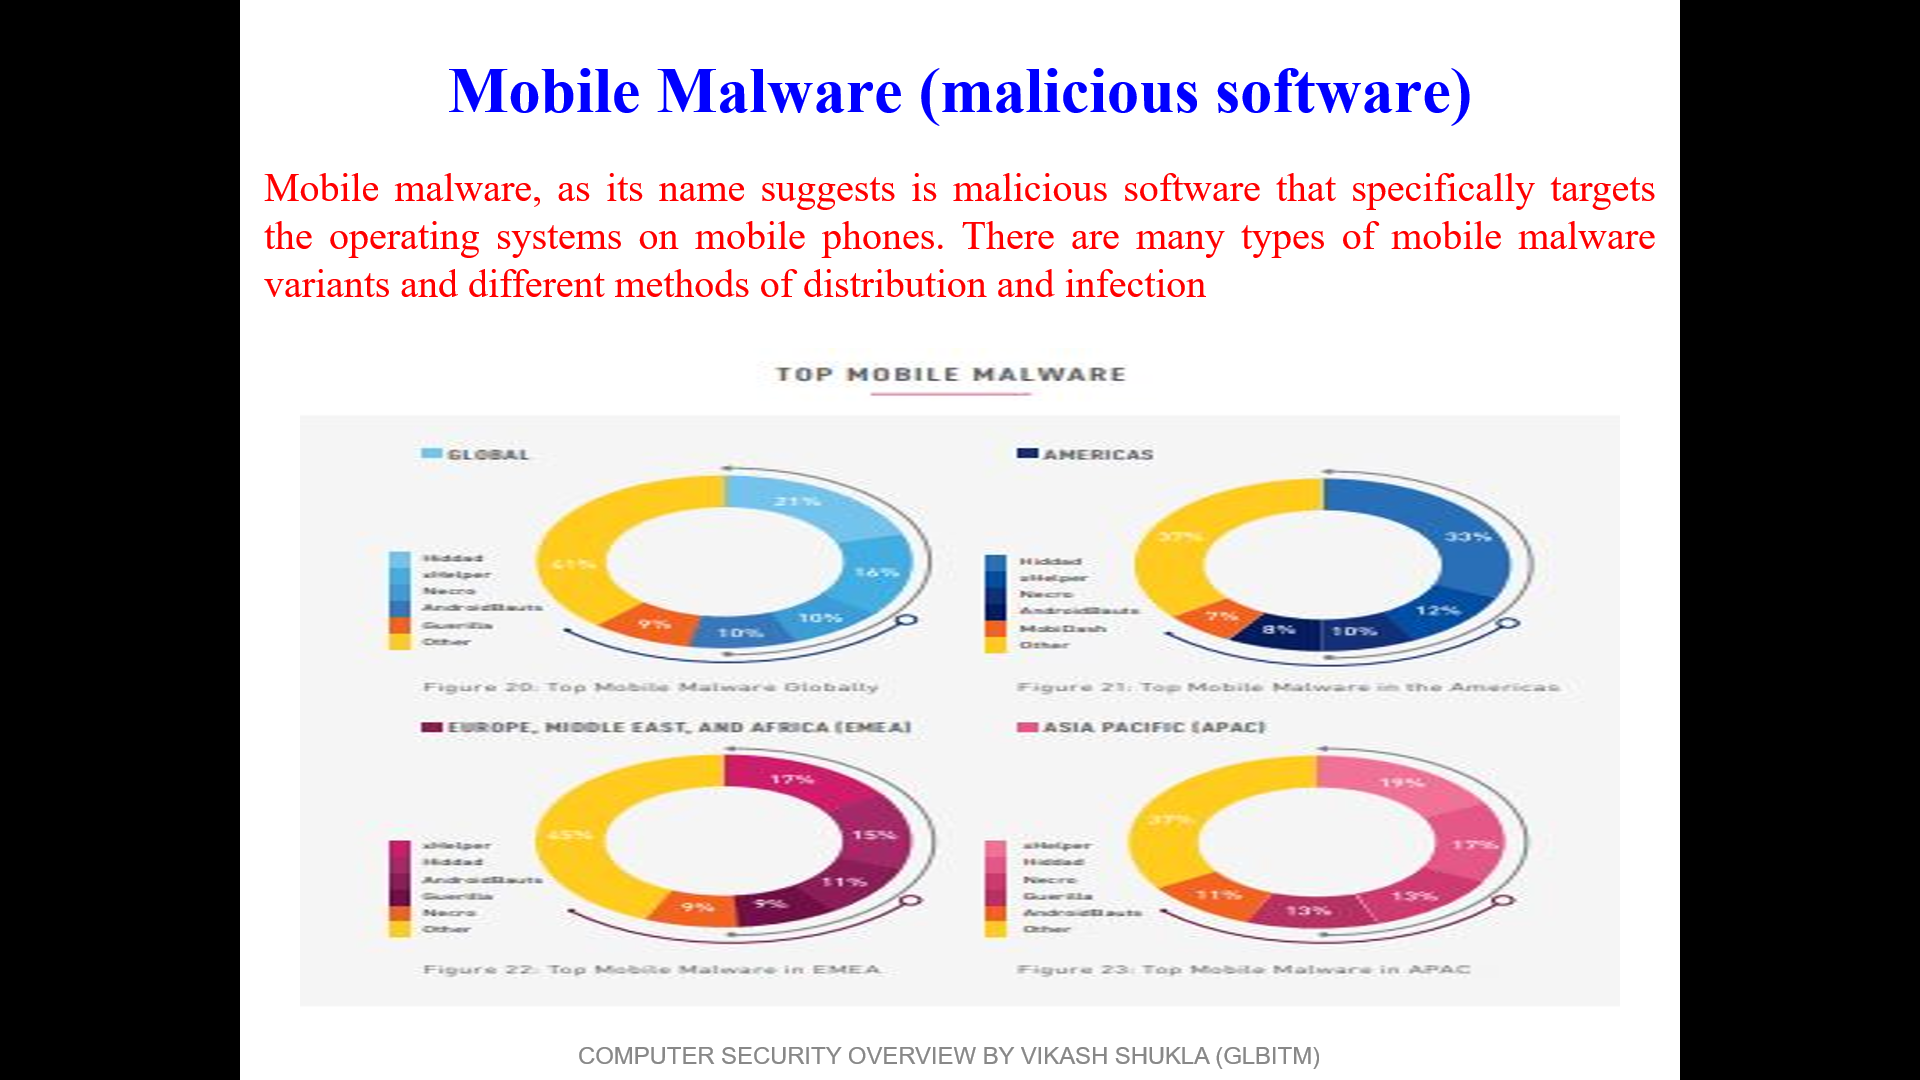 Mobile Malware (malicious software)
Mobile malware, as its name suggests is malicious software that specifically targets
the operating systems on mobile phones. There are many types of mobile malware
variants and different methods of distribution and infection
TOP MOBILE MALWARE
GLOBAL
21%
16%
10%
10%
9%
41%
Hiddad
xHelper
Necro
AndroidBauts
Guerilla
Other
Figure 20: Top Mobile Malware Globally
AMERICAS
33%
12%
10%
8%
7%
37%
Hiddad
xHelper
Necro
AndroidBauts
MobiDash
Other
Figure 21: Top Mobile Malware in the Americas
EUROPE, MIDDLE EAST, AND AFRICA (EMEA)
17%
15%
11%
9%
9%
45%
xHelper
Hiddad
AndroidBauts
Guerilla
Necro
Other
Figure 22: Top Mobile Malware in EMEA
ASIA PACIFIC (APAC)
19%
17%
13%
13%
11%
37%
xHelper
Hiddad
Necro
Guerilla
AndroidBauts
Other
Figure 23: Top Mobile Malware in APAC
COMPUTER SECURITY OVERVIEW BY VIKASH SHUKLA (GLBITM)